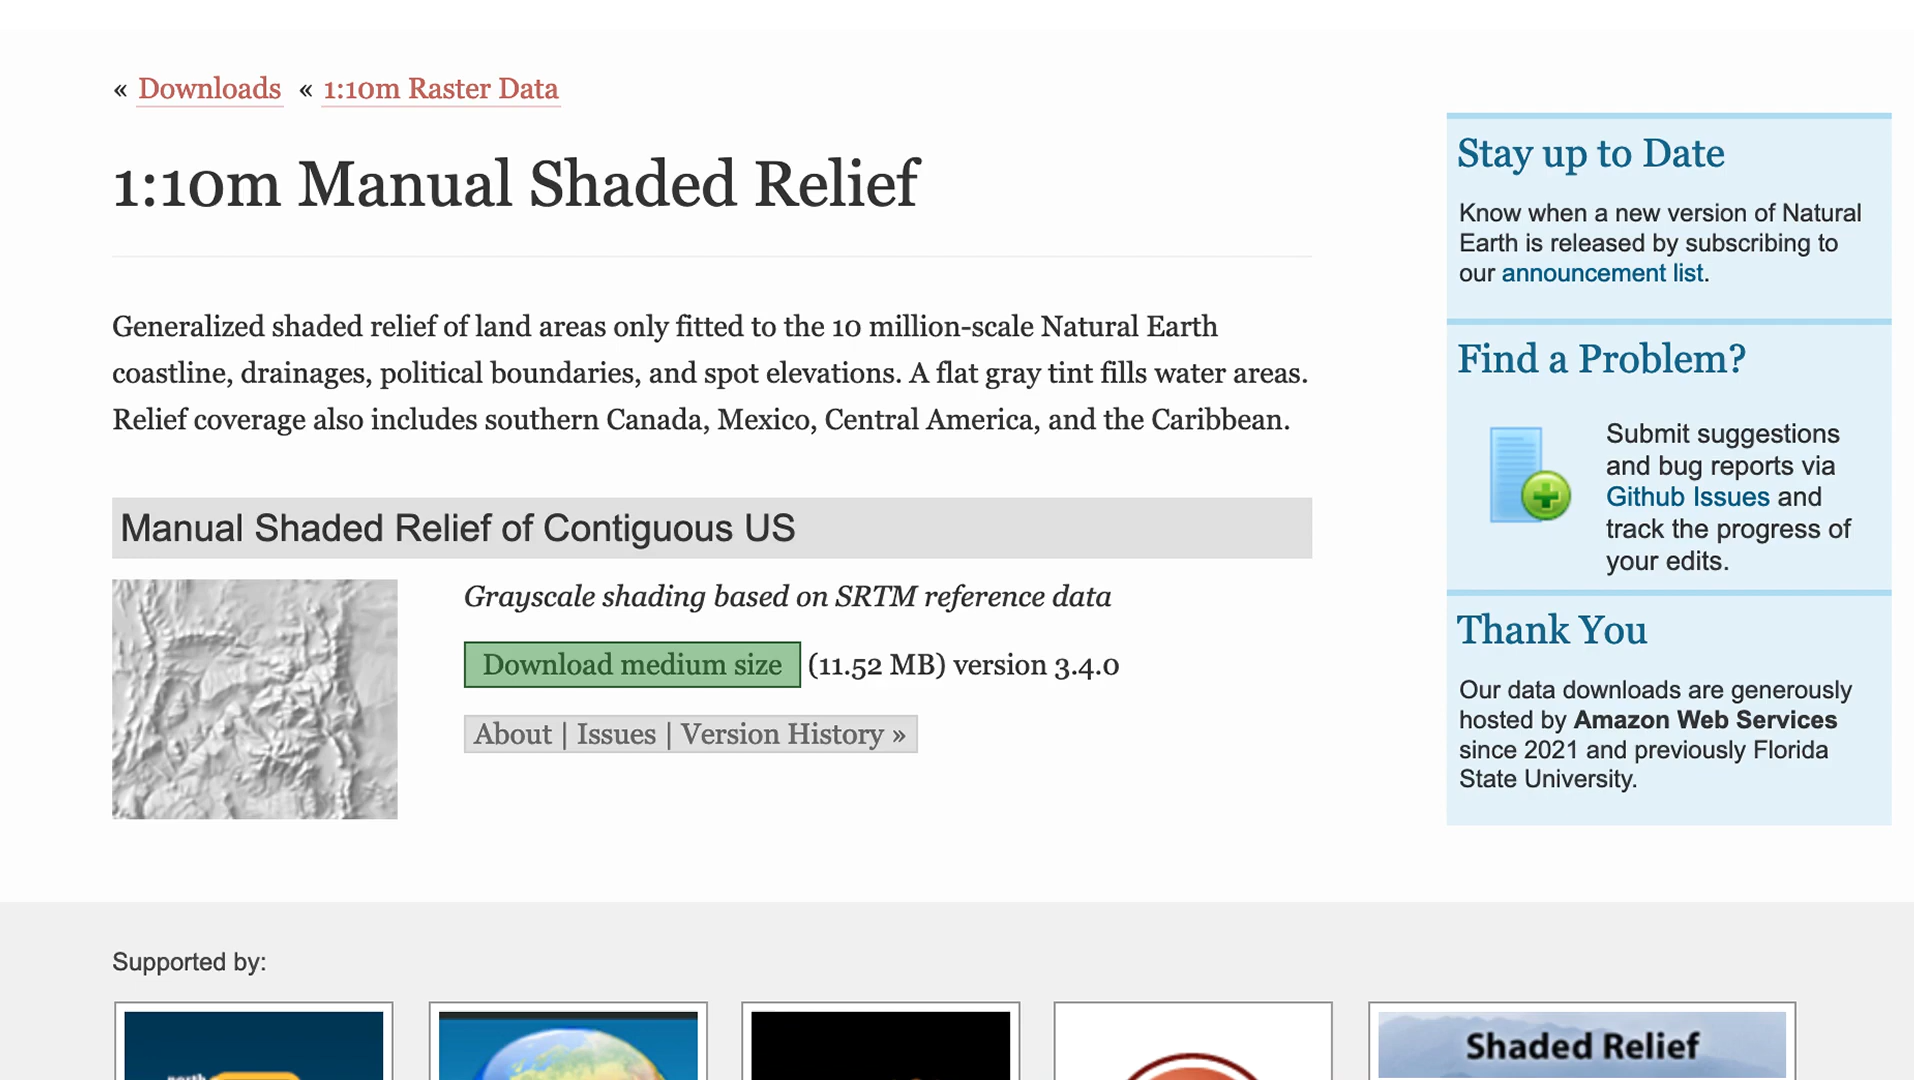 « Downloads « 1:10m Raster Data
1:10m Manual Shaded Relief
Generalized shaded relief of land areas only fitted to the 10 million-scale Natural Earth
coastline, drainages, political boundaries, and spot elevations. A flat gray tint fills water areas.
Relief coverage also includes southern Canada, Mexico, Central America, and the Caribbean.
Manual Shaded Relief of Contiguous US
Grayscale shading based on SRTM reference data
Download medium size (11.52 MB) version 3.4.0
About | Issues | Version History »
Stay up to Date
Know when a new version of Natural
Earth is released by subscribing to
our announcement list.
Find a Problem?
Submit suggestions
and bug reports via
Github Issues and
track the progress of
your edits.
Thank You
Our data downloads are generously
hosted by Amazon Web Services
since 2021 and previously Florida
State University.
Supported by:
Shaded Relief